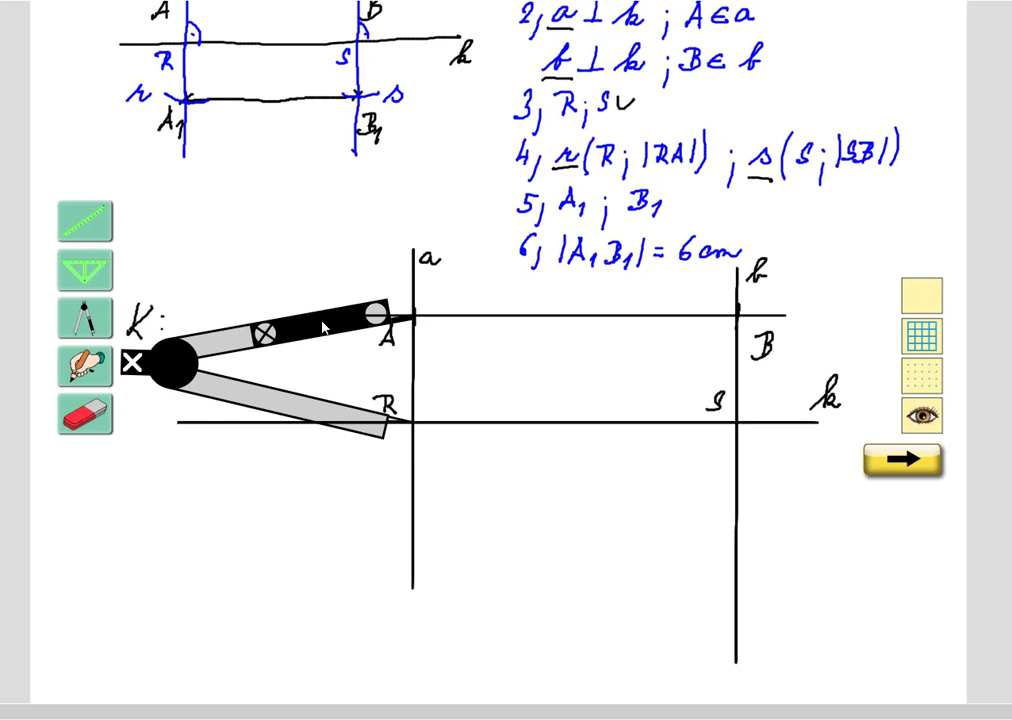 A B
R S k
r s
A₁ B₁
2, a ⊥ k ; A ∈ a
b ⊥ k ; B ∈ b
3, R ; S
4, r (R ; |RA|) ; s (S ; |SB|)
5, A₁ ; B₁
6, |A₁B₁| = 6 cm
a b
K:
A B
R S k